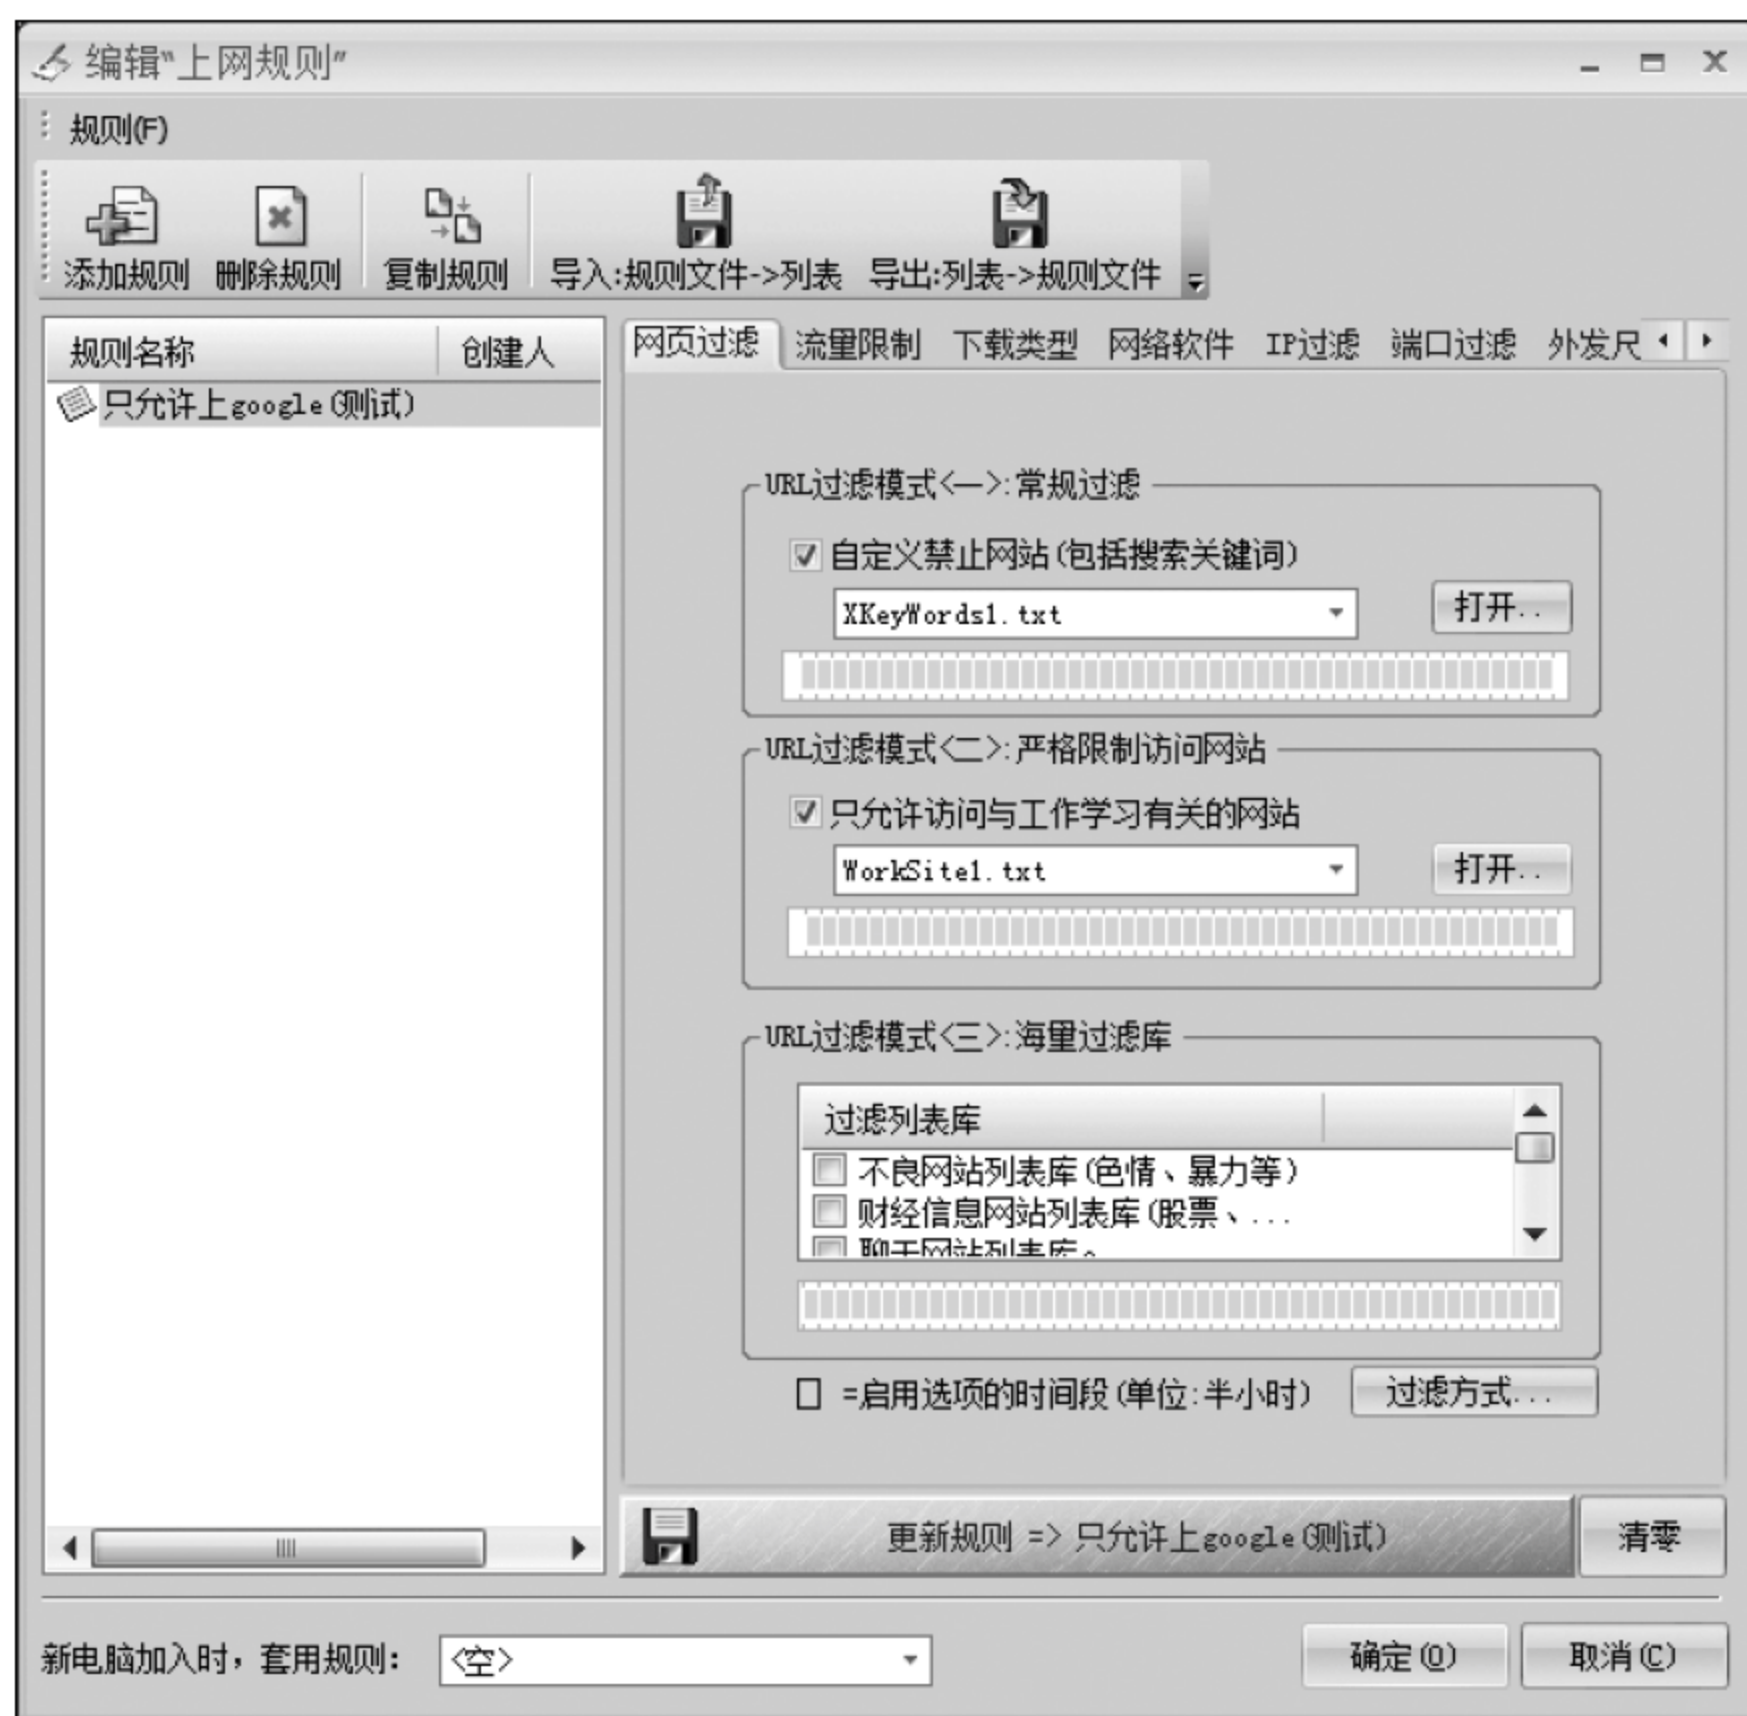 编辑"上网规则"
规则(F)
添加规则 删除规则 复制规则 导入:规则文件->列表 导出:列表->规则文件
规则名称 创建人
只允许上google(测试)
网页过滤 流量限制 下载类型 网络软件 IP过滤 端口过滤 外发尺
URL过滤模式<一>:常规过滤
自定义禁止网站(包括搜索关键词)
XKeyWords1.txt 打开..
URL过滤模式<二>:严格限制访问网站
只允许访问与工作学习有关的网站
WorkSite1.txt 打开..
URL过滤模式<三>:海量过滤库
过滤列表库
不良网站列表库(色情、暴力等)
财经信息网站列表库(股票、...
聊天网站列表库。
=启用选项的时间段(单位:半小时) 过滤方式...
更新规则 => 只允许上google(测试) 清零
新电脑加入时，套用规则: <空> 确定(O) 取消(C)